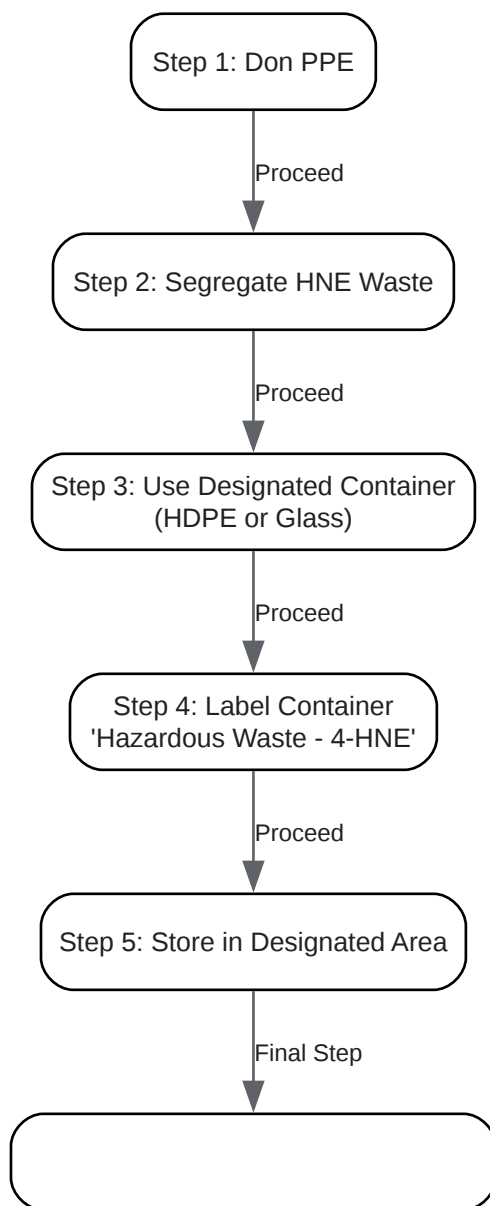 Step 1: Don PPE
Proceed
Step 2: Segregate HNE Waste
Proceed
Step 3: Use Designated Container
(HDPE or Glass)
Proceed
Step 4: Label Container
'Hazardous Waste - 4-HNE'
Proceed
Step 5: Store in Designated Area
Final Step